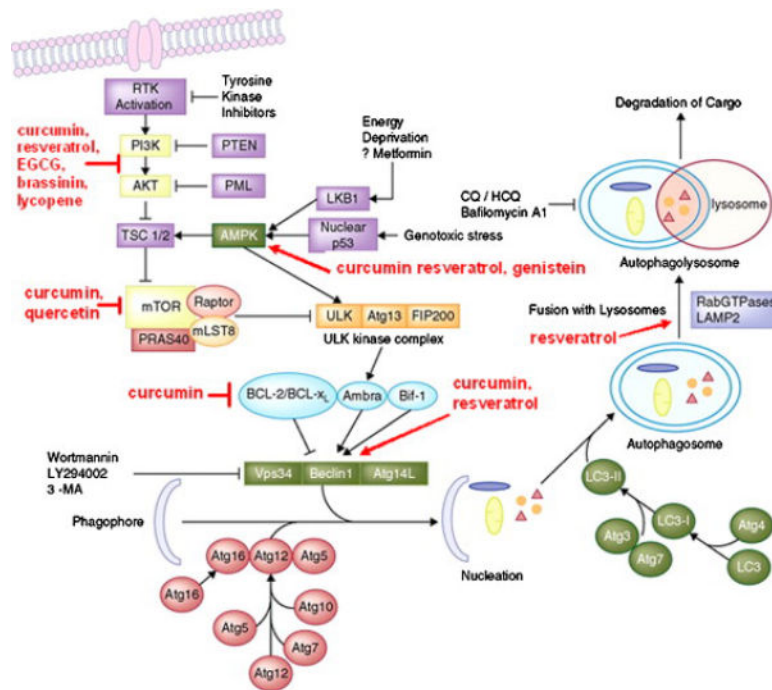 RTK
Activation
Tyrosine
Kinase
Inhibitors
curcumin,
resveratrol,
EGCG,
brassinin,
lycopene
PI3K
PTEN
AKT
PML
Energy
Deprivation
? Metformin
LKB1
TSC 1/2
AMPK
Nuclear
p53
Genotoxic stress
curcumin resveratrol, genistein
curcumin,
quercetin
mTOR
Raptor
mLST8
PRAS40
ULK
Atg13
FIP200
ULK kinase complex
curcumin
BCL-2/BCL-xL
Ambra
Bif-1
curcumin,
resveratrol
Wortmannin
LY294002
3 -MA
Vps34
Beclin1
Atg14L
Phagophore
Nucleation
Atg16
Atg12
Atg5
Atg16
Atg10
Atg5
Atg7
Atg12
Degradation of Cargo
CQ / HCQ
Bafilomycin A1
lysosome
Autophagolysosome
Fusion with Lysosomes
resveratrol
RabGTPases
LAMP2
Autophagosome
LC3-II
LC3-I
Atg4
Atg3
Atg7
LC3